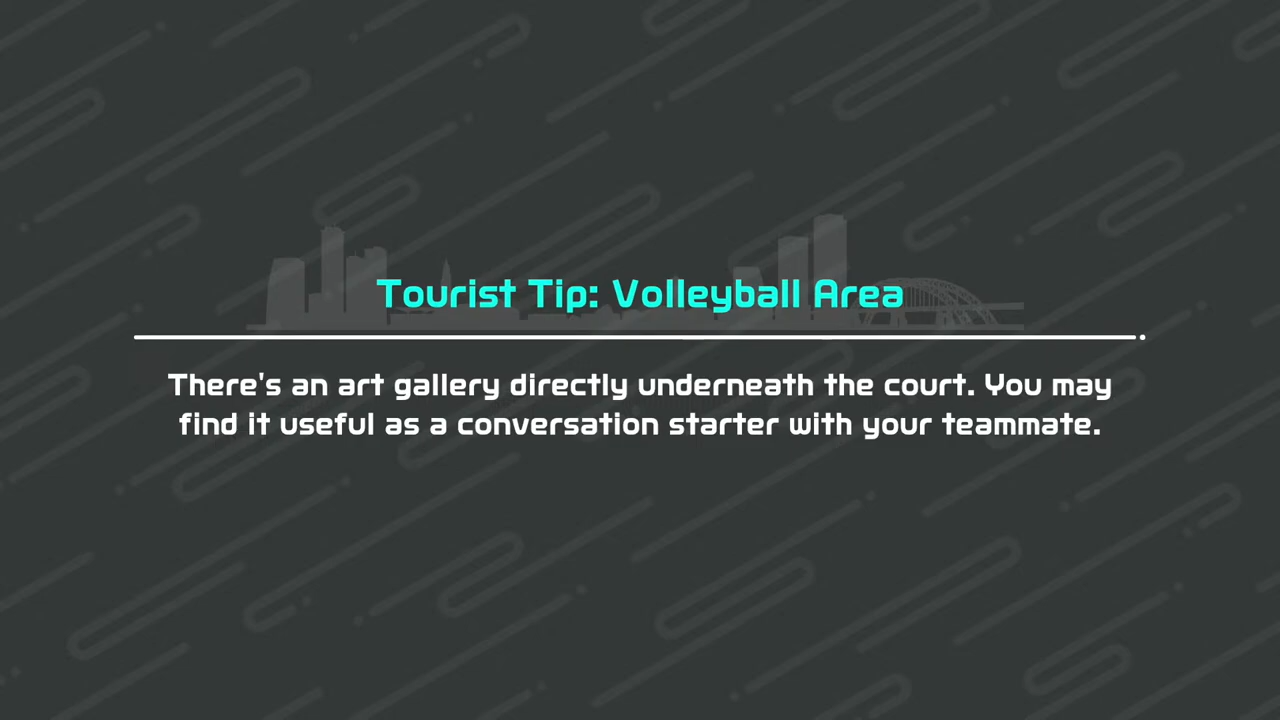 Tourist Tip: Volleyball Area
There's an art gallery directly underneath the court. You may
find it useful as a conversation starter with your teammate.